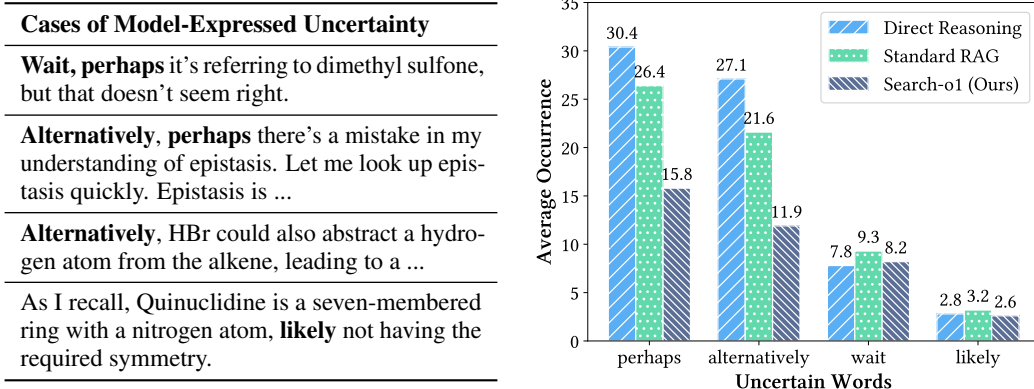 Cases of Model-Expressed Uncertainty
Wait, perhaps it's referring to dimethyl sulfone,
but that doesn't seem right.
Alternatively, perhaps there's a mistake in my
understanding of epistasis. Let me look up epis-
tasis quickly. Epistasis is ...
Alternatively, HBr could also abstract a hydro-
gen atom from the alkene, leading to a ...
As I recall, Quinuclidine is a seven-membered
ring with a nitrogen atom, likely not having the
required symmetry.
Average Occurrence
35
30
25
20
15
10
5
0
30.4
26.4
15.8
27.1
21.6
11.9
7.8
9.3
8.2
2.8
3.2
2.6
Direct Reasoning
Standard RAG
Search-o1 (Ours)
perhaps
alternatively
wait
likely
Uncertain Words